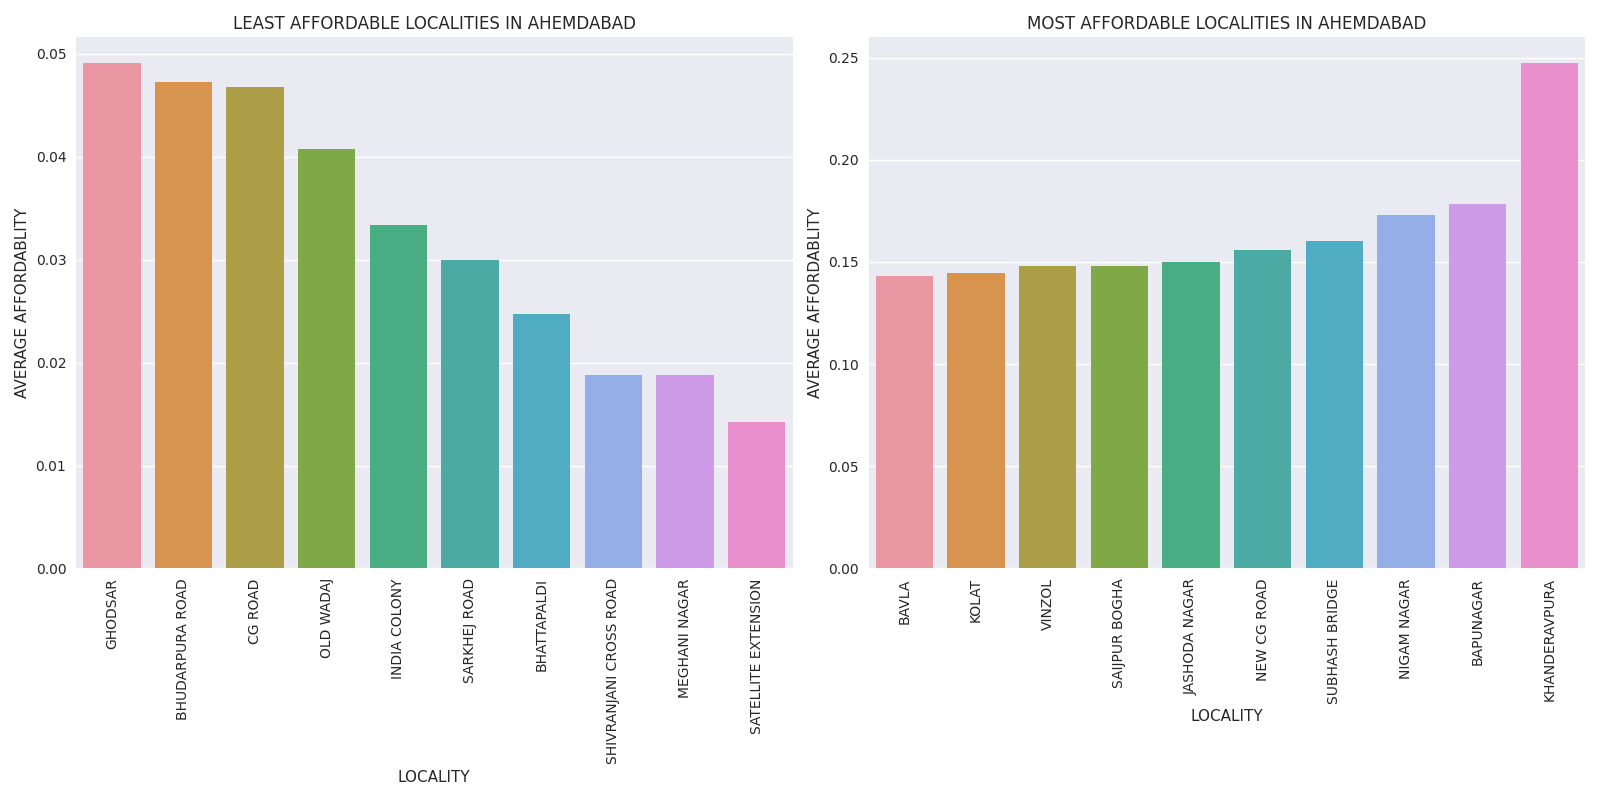 LEAST AFFORDABLE LOCALITIES IN AHEMDABAD
AVERAGE AFFORDABLITY
0.05
0.04
0.03
0.02
0.01
0.00
GHODSAR
BHUDARPURA ROAD
CG ROAD
OLD WADAJ
INDIA COLONY
SARKHEJ ROAD
BHATTAPALDI
SHIVRANJANI CROSS ROAD
MEGHANI NAGAR
SATELLITE EXTENSION
LOCALITY
MOST AFFORDABLE LOCALITIES IN AHEMDABAD
AVERAGE AFFORDABLITY
0.25
0.20
0.15
0.10
0.05
0.00
BAVLA
KOLAT
VINZOL
SAIJPUR BOGHA
JASHODA NAGAR
NEW CG ROAD
SUBHASH BRIDGE
NIGAM NAGAR
BAPUNAGAR
KHANDERAVPURA
LOCALITY